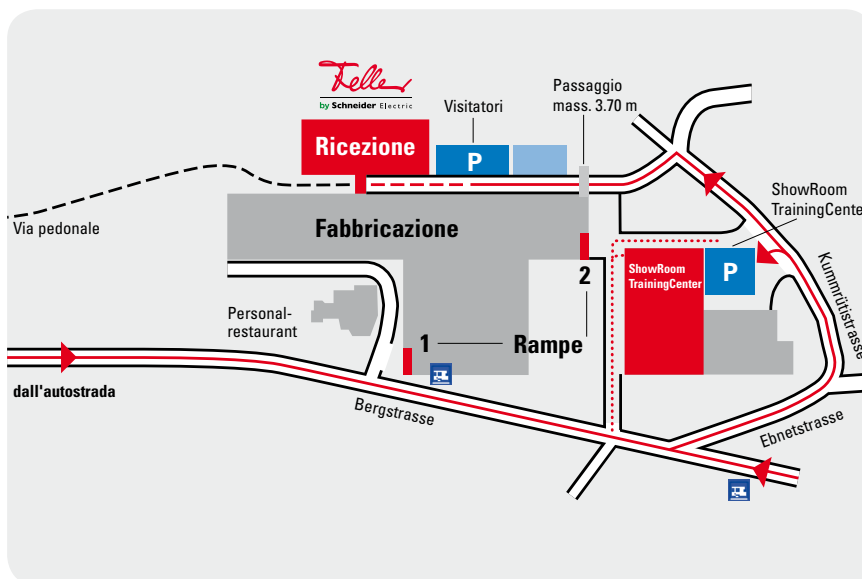 Feller
by Schneider Electric
Ricezione
Visitatori
P
Passaggio
mass. 3.70 m
ShowRoom
TrainingCenter
Via pedonale
Fabbricazione
ShowRoom
TrainingCenter
P
2
Kummrütistrasse
Personal-
restaurant
1
Rampe
dall'autostrada
Bergstrasse
Ebnetstrasse